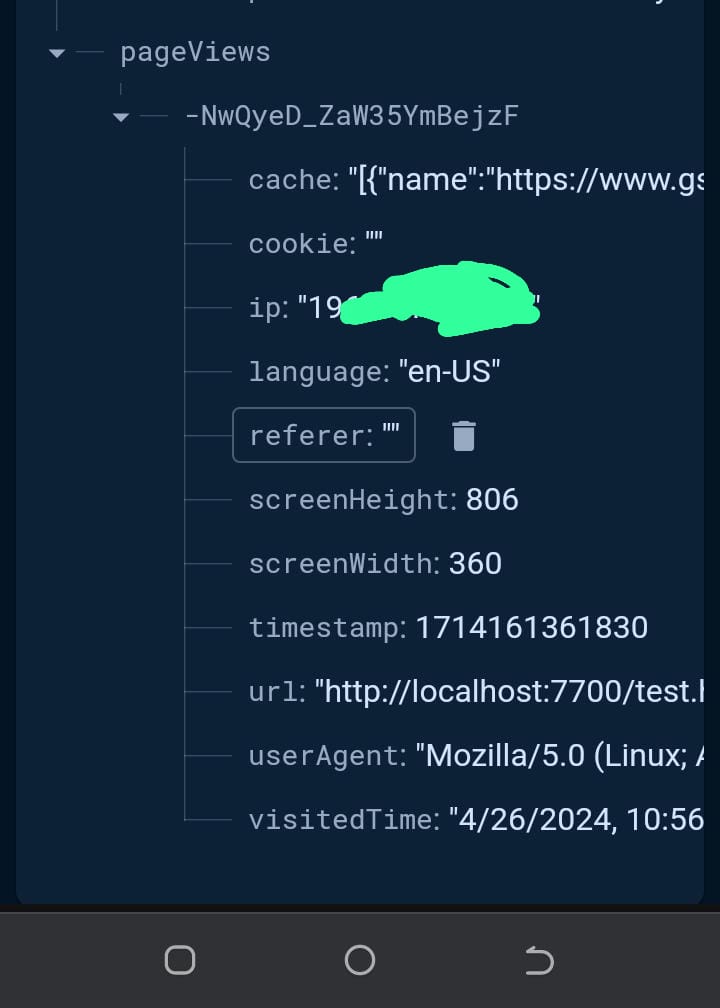 pageViews
-NwQyeD_ZaW35YmBejzF
cache: "[{"name":"https://www.gs
cookie: ""
ip: "19 "
language: "en-US"
referer: ""
screenHeight: 806
screenWidth: 360
timestamp: 1714161361830
url: "http://localhost:7700/test.h
userAgent: "Mozilla/5.0 (Linux; A
visitedTime: "4/26/2024, 10:56